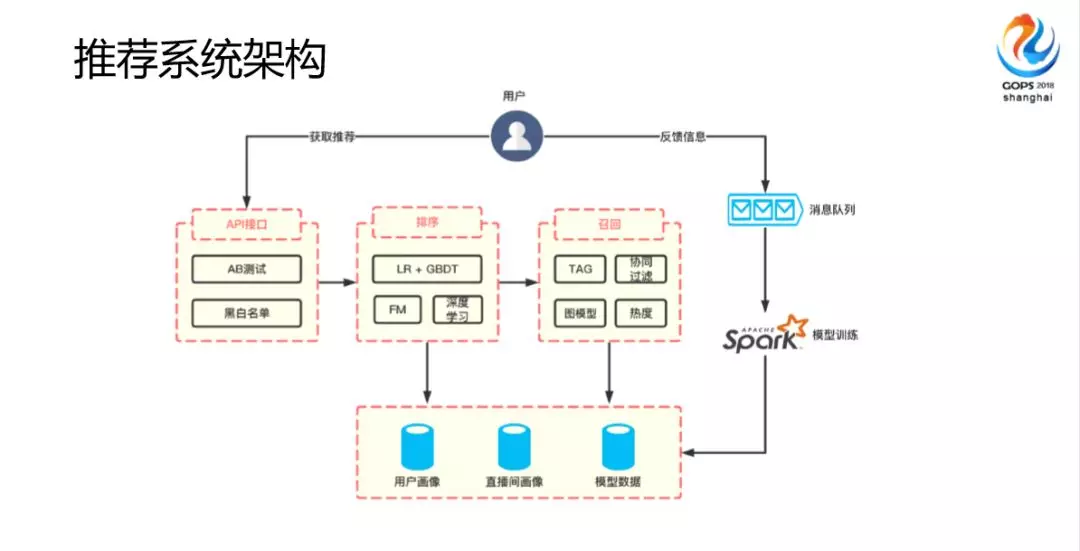 推荐系统架构
GOPS 2018
shanghai
用户
获取推荐
反馈信息
消息队列
API接口
AB测试
黑白名单
排序
LR + GBDT
FM
深度
学习
召回
TAG
协同
过滤
图模型
热度
APACHE
Spark
模型训练
用户画像
直播间画像
模型数据